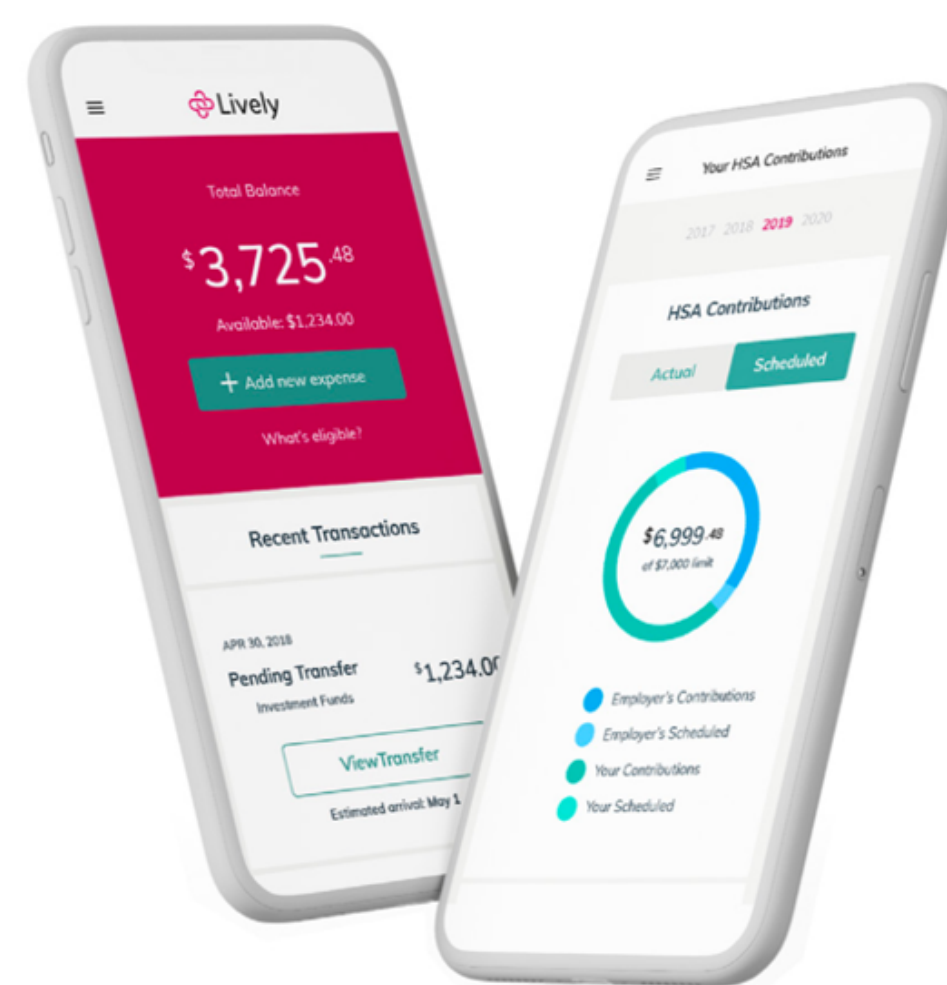 Lively
Total Balance
$3,725.48
Available: $1,234.00
+ Add new expense
What's eligible?
Recent Transactions
APR 30, 2018
Pending Transfer
$1,234.00
Investment Funds
ViewTransfer
Estimated arrival: May 1
Your HSA Contributions
2017 2018 2019 2020
HSA Contributions
Actual Scheduled
$6,999.48
of $7,000 limit
Employer's Contributions
Employer's Scheduled
Your Contributions
Your Scheduled